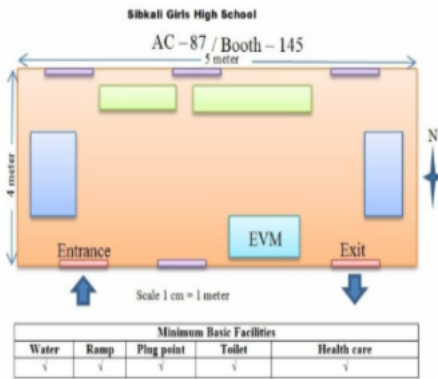 Sibkali Girls High School
AC – 87 / Booth – 145
5 meter
4 meter
N
EVM
Entrance
Exit
Scale 1 cm = 1 meter
Minimum Basic Facilities
Water Ramp Plug point Toilet Health care
√ √ √ √ √